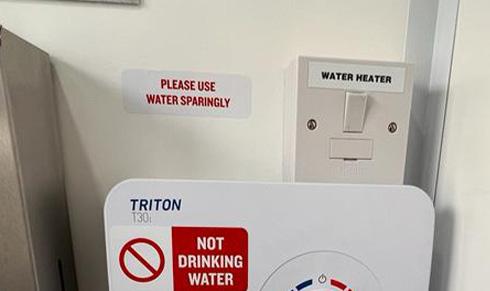 PLEASE USE
WATER SPARINGLY
WATER HEATER
TRITON
T30i
NOT
DRINKING
WATER